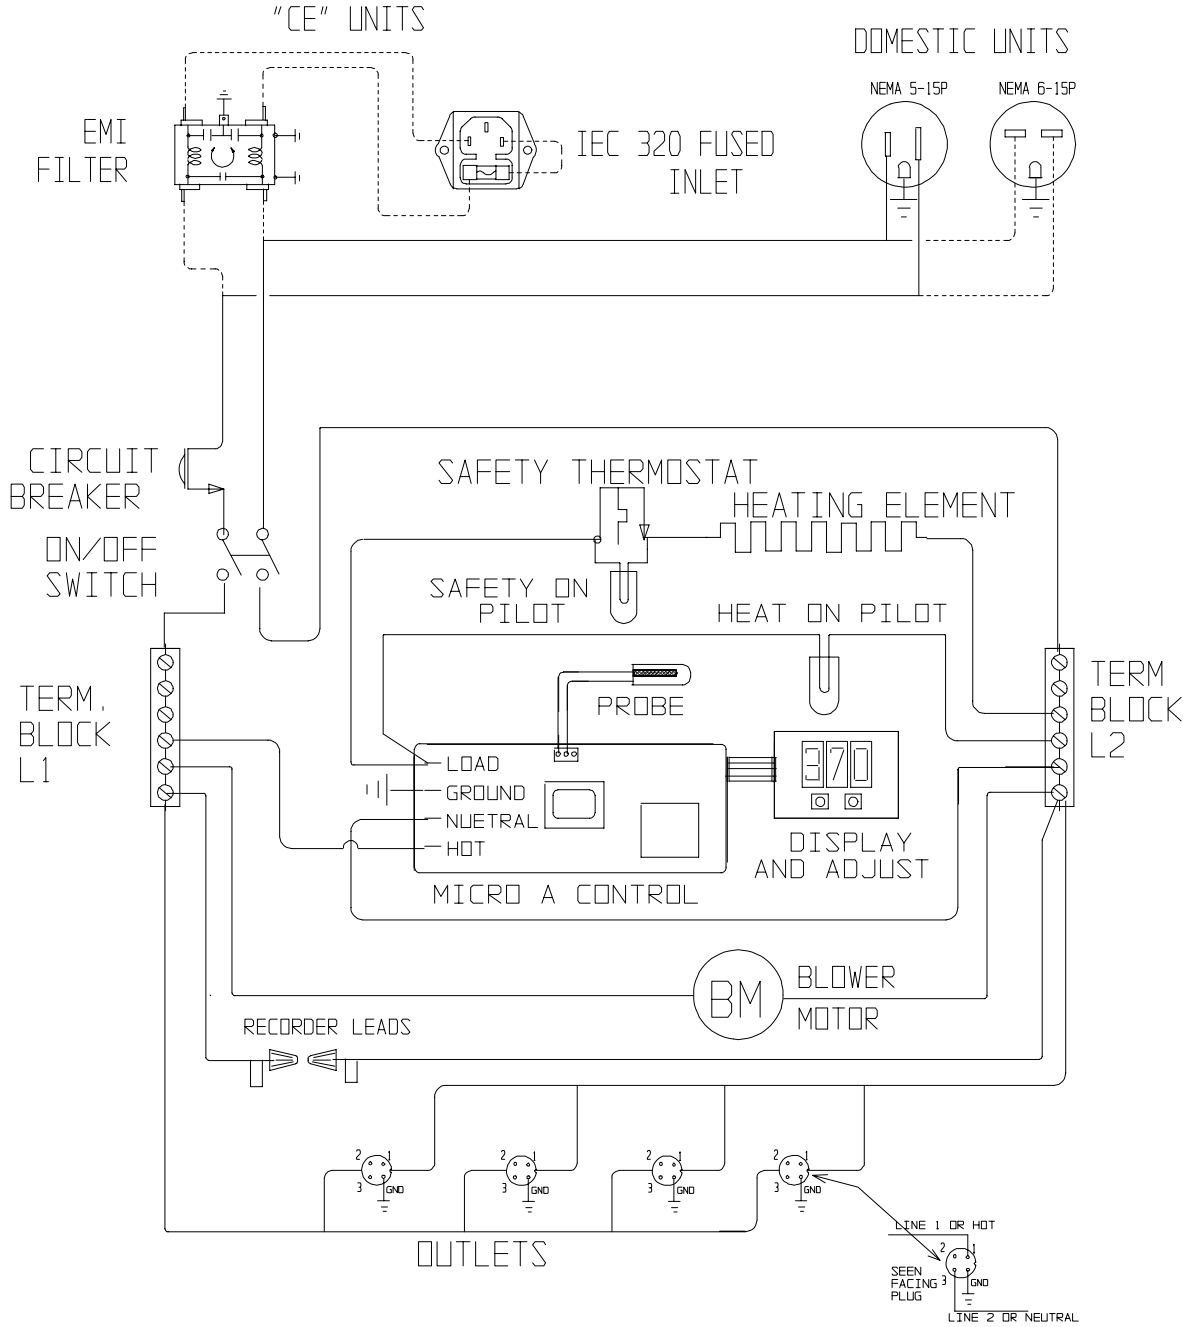 "CE" UNITS
DOMESTIC UNITS
NEMA 5-15P
NEMA 6-15P
EMI
FILTER
IEC 320 FUSED
INLET
CIRCUIT
BREAKER
SAFETY THERMOSTAT
HEATING ELEMENT
ON/OFF
SWITCH
SAFETY ON
PILOT
HEAT ON PILOT
TERM.
BLOCK
L1
PROBE
TERM
BLOCK
L2
LOAD
GROUND
NUETRAL
HOT
370
DISPLAY
AND ADJUST
MICRO A CONTROL
BM
BLOWER
MOTOR
RECORDER LEADS
2 1
3 GND
2 1
3 GND
2 1
3 GND
2 1
3 GND
OUTLETS
LINE 1 OR HOT
2 1
3 GND
SEEN
FACING
PLUG
LINE 2 OR NEUTRAL